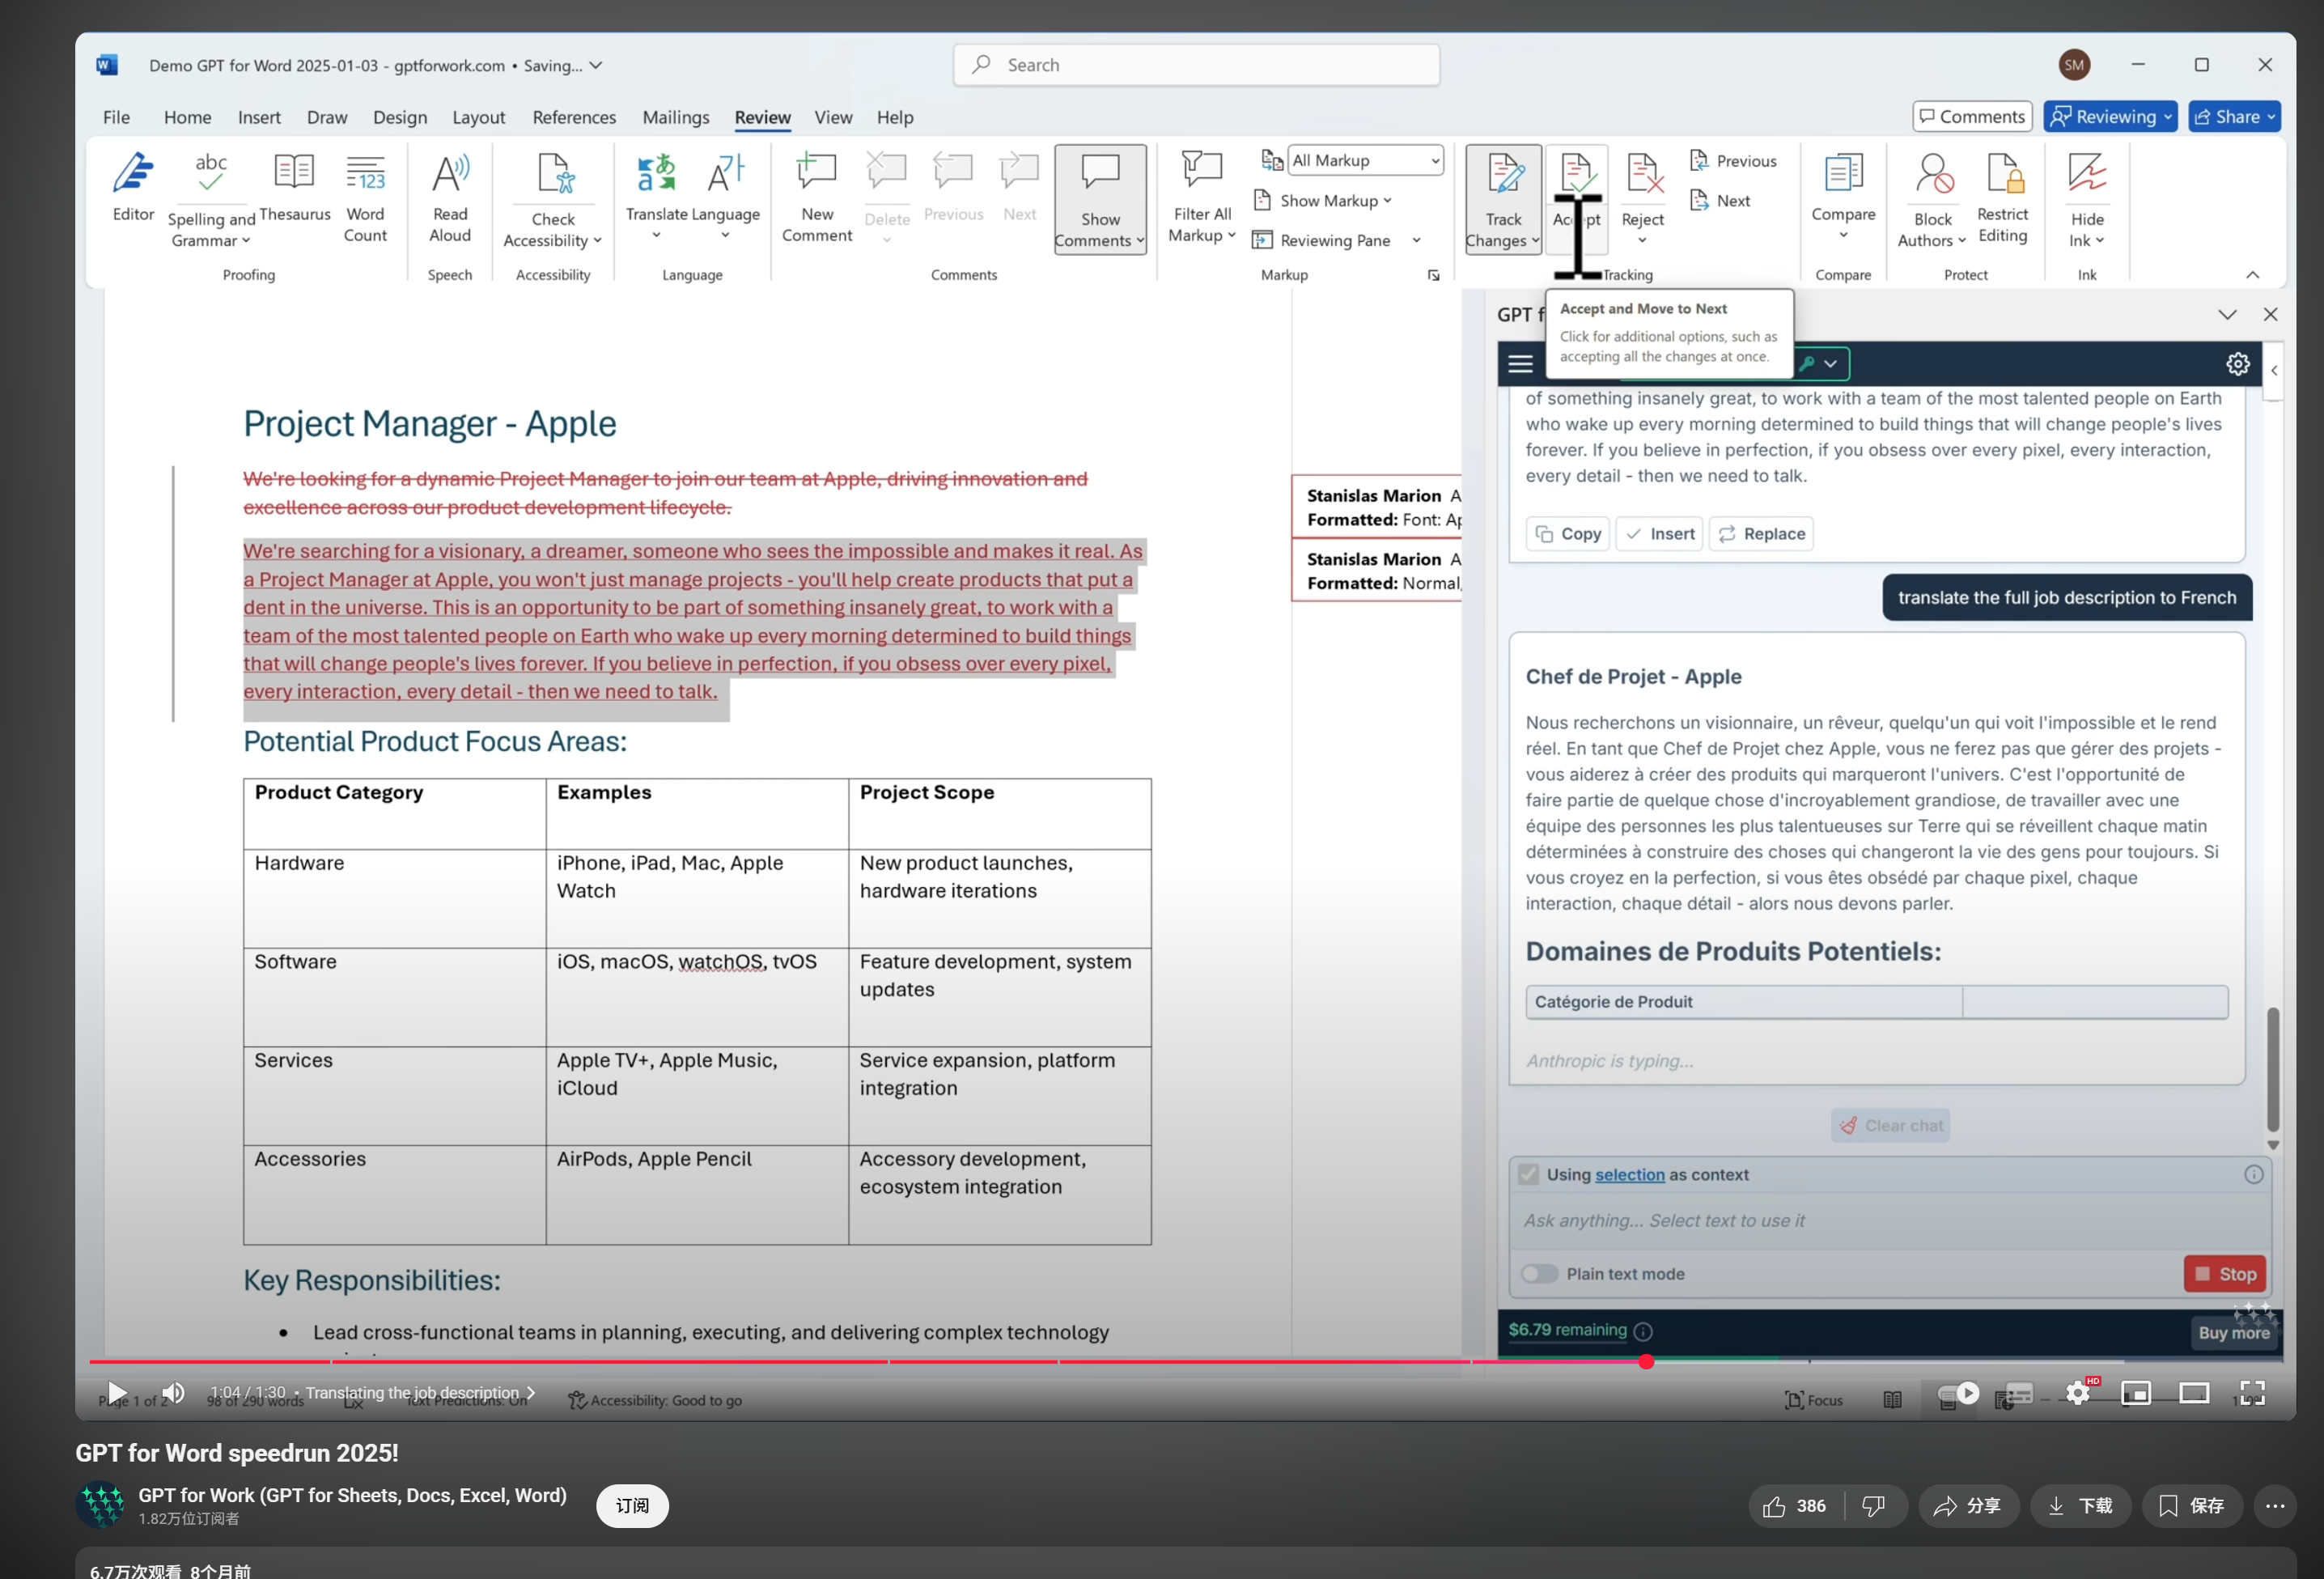 Demo GPT for Word 2025-01-03 - gptforwork.com • Saving...
Search
SM
File Home Insert Draw Design Layout References Mailings Review View Help
Comments Reviewing Share
Editor
abc
Spelling and
Grammar
Thesaurus
123
Word
Count
Proofing
Read
Aloud
Speech
Check
Accessibility
Accessibility
Translate
Language
Language
New
Comment
Delete
Previous
Next
Show
Comments
Comments
Filter All
Markup
All Markup
Show Markup
Reviewing Pane
Markup
Track
Changes
Accept
Reject
Previous
Next
Tracking
Compare
Compare
Block
Authors
Restrict
Editing
Protect
Hide
Ink
Ink
Accept and Move to Next
Click for additional options, such as
accepting all the changes at once.
Project Manager - Apple
We're looking for a dynamic Project Manager to join our team at Apple, driving innovation and
excellence across our product development lifecycle.
We're searching for a visionary, a dreamer, someone who sees the impossible and makes it real. As
a Project Manager at Apple, you won't just manage projects - you'll help create products that put a
dent in the universe. This is an opportunity to be part of something insanely great, to work with a
team of the most talented people on Earth who wake up every morning determined to build things
that will change people's lives forever. If you believe in perfection, if you obsess over every pixel,
every interaction, every detail - then we need to talk.
Potential Product Focus Areas:
Product Category Examples Project Scope
Hardware
iPhone, iPad, Mac, Apple
Watch
New product launches,
hardware iterations
Software
iOS, macOS, watchOS, tvOS
Feature development, system
updates
Services
Apple TV+, Apple Music,
iCloud
Service expansion, platform
integration
Accessories
AirPods, Apple Pencil
Accessory development,
ecosystem integration
Key Responsibilities:
• Lead cross-functional teams in planning, executing, and delivering complex technology
Stanislas Marion A
Formatted: Font: Ap
Stanislas Marion A
Formatted: Normal,
GPT f
of something insanely great, to work with a team of the most talented people on Earth
who wake up every morning determined to build things that will change people's lives
forever. If you believe in perfection, if you obsess over every pixel, every interaction,
every detail - then we need to talk.
Copy Insert Replace
translate the full job description to French
Chef de Projet - Apple
Nous recherchons un visionnaire, un rêveur, quelqu'un qui voit l'impossible et le rend
réel. En tant que Chef de Projet chez Apple, vous ne ferez pas que gérer des projets -
vous aiderez à créer des produits qui marqueront l'univers. C'est l'opportunité de
faire partie de quelque chose d'incroyablement grandiose, de travailler avec une
équipe des personnes les plus talentueuses sur Terre qui se réveillent chaque matin
déterminées à construire des choses qui changeront la vie des gens pour toujours. Si
vous croyez en la perfection, si vous êtes obsédé par chaque pixel, chaque
interaction, chaque détail - alors nous devons parler.
Domaines de Produits Potentiels:
Catégorie de Produit
Anthropic is typing...
Clear chat
Using selection as context
Ask anything... Select text to use it
Plain text mode
Stop
$6.79 remaining
Buy more
1:04 / 1:30 • Translating the job description
HD
Page 1 of 2 98 of 290 words Text Predictions: On Accessibility: Good to go
Focus
GPT for Word speedrun 2025!
GPT for Work (GPT for Sheets, Docs, Excel, Word)
1.82万位订阅者
订阅
386
分享
下载
保存
6.7万次观看 8个月前